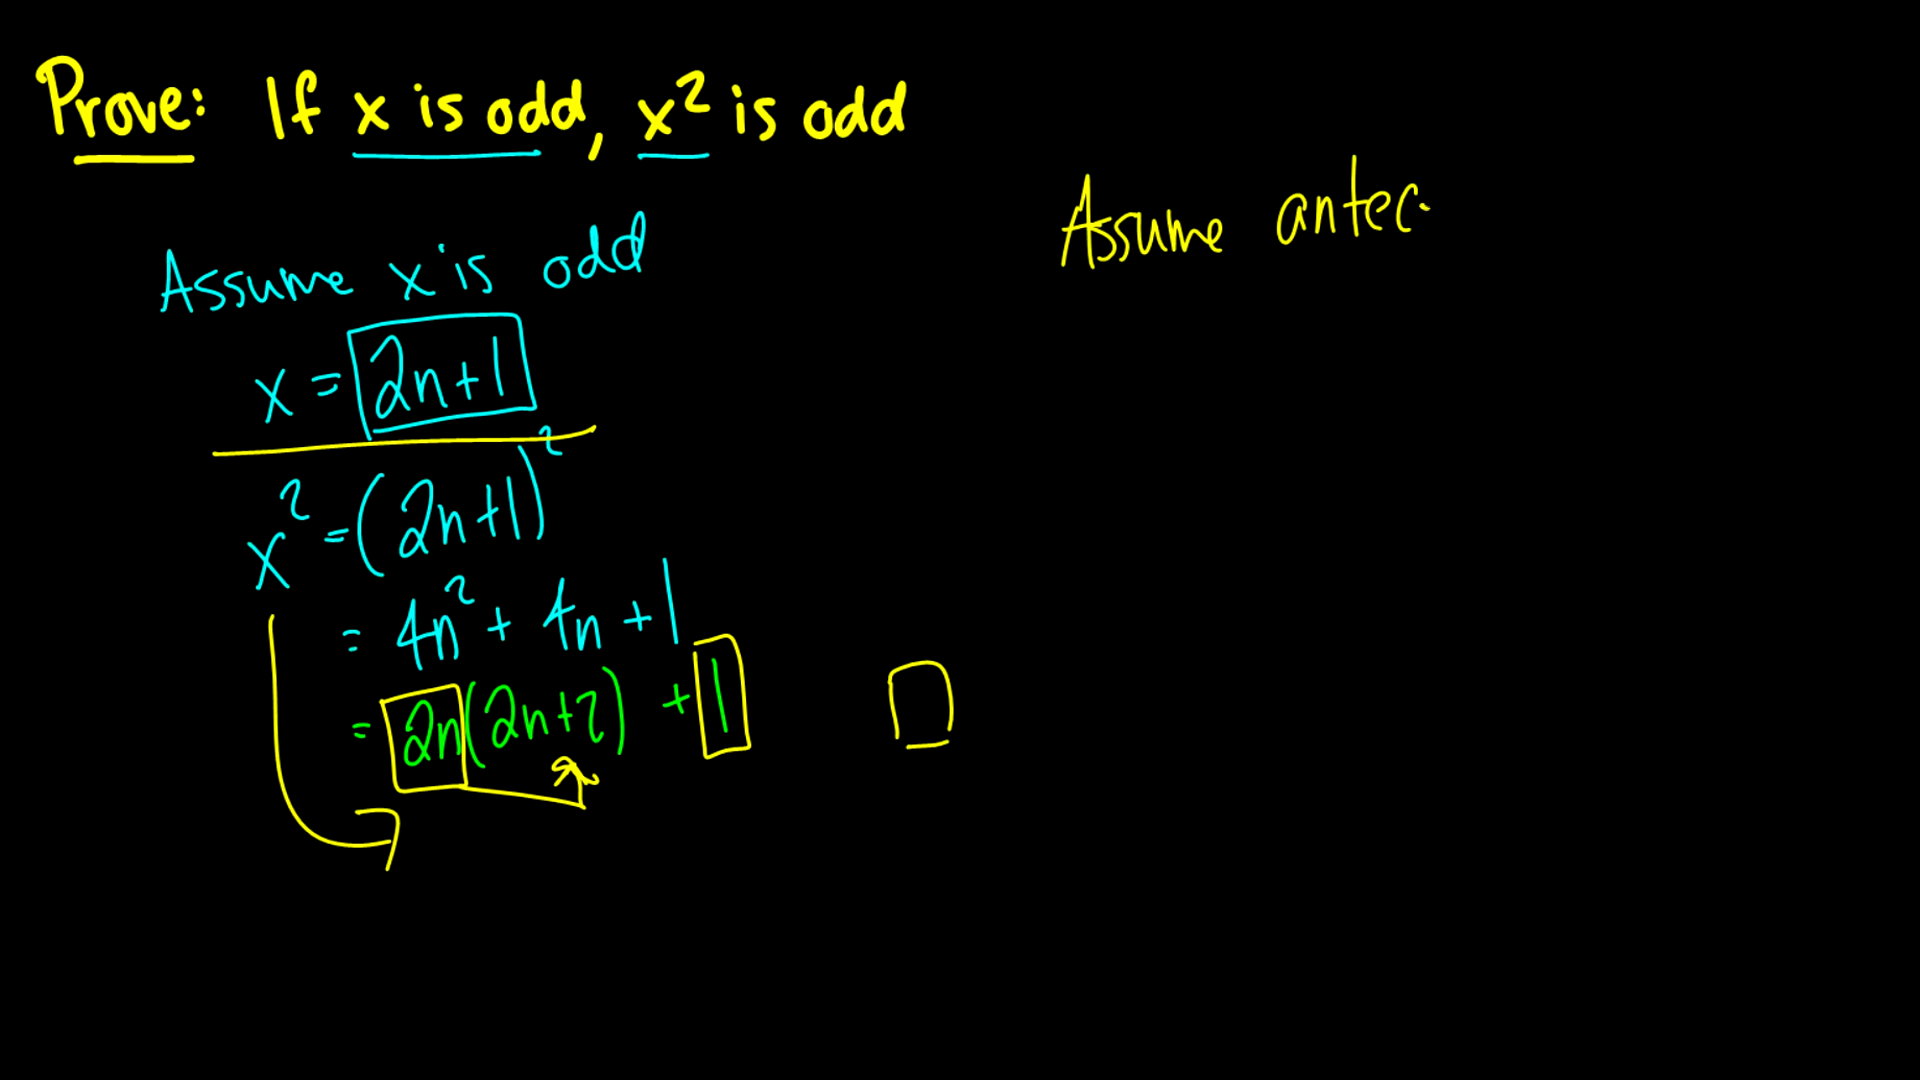 Prove: If x is odd, x² is odd
Assume antec.
Assume x is odd
x = 2n+1
x² = (2n+1)²
= 4n² + 4n + 1
= 2n(2n+2) + 1